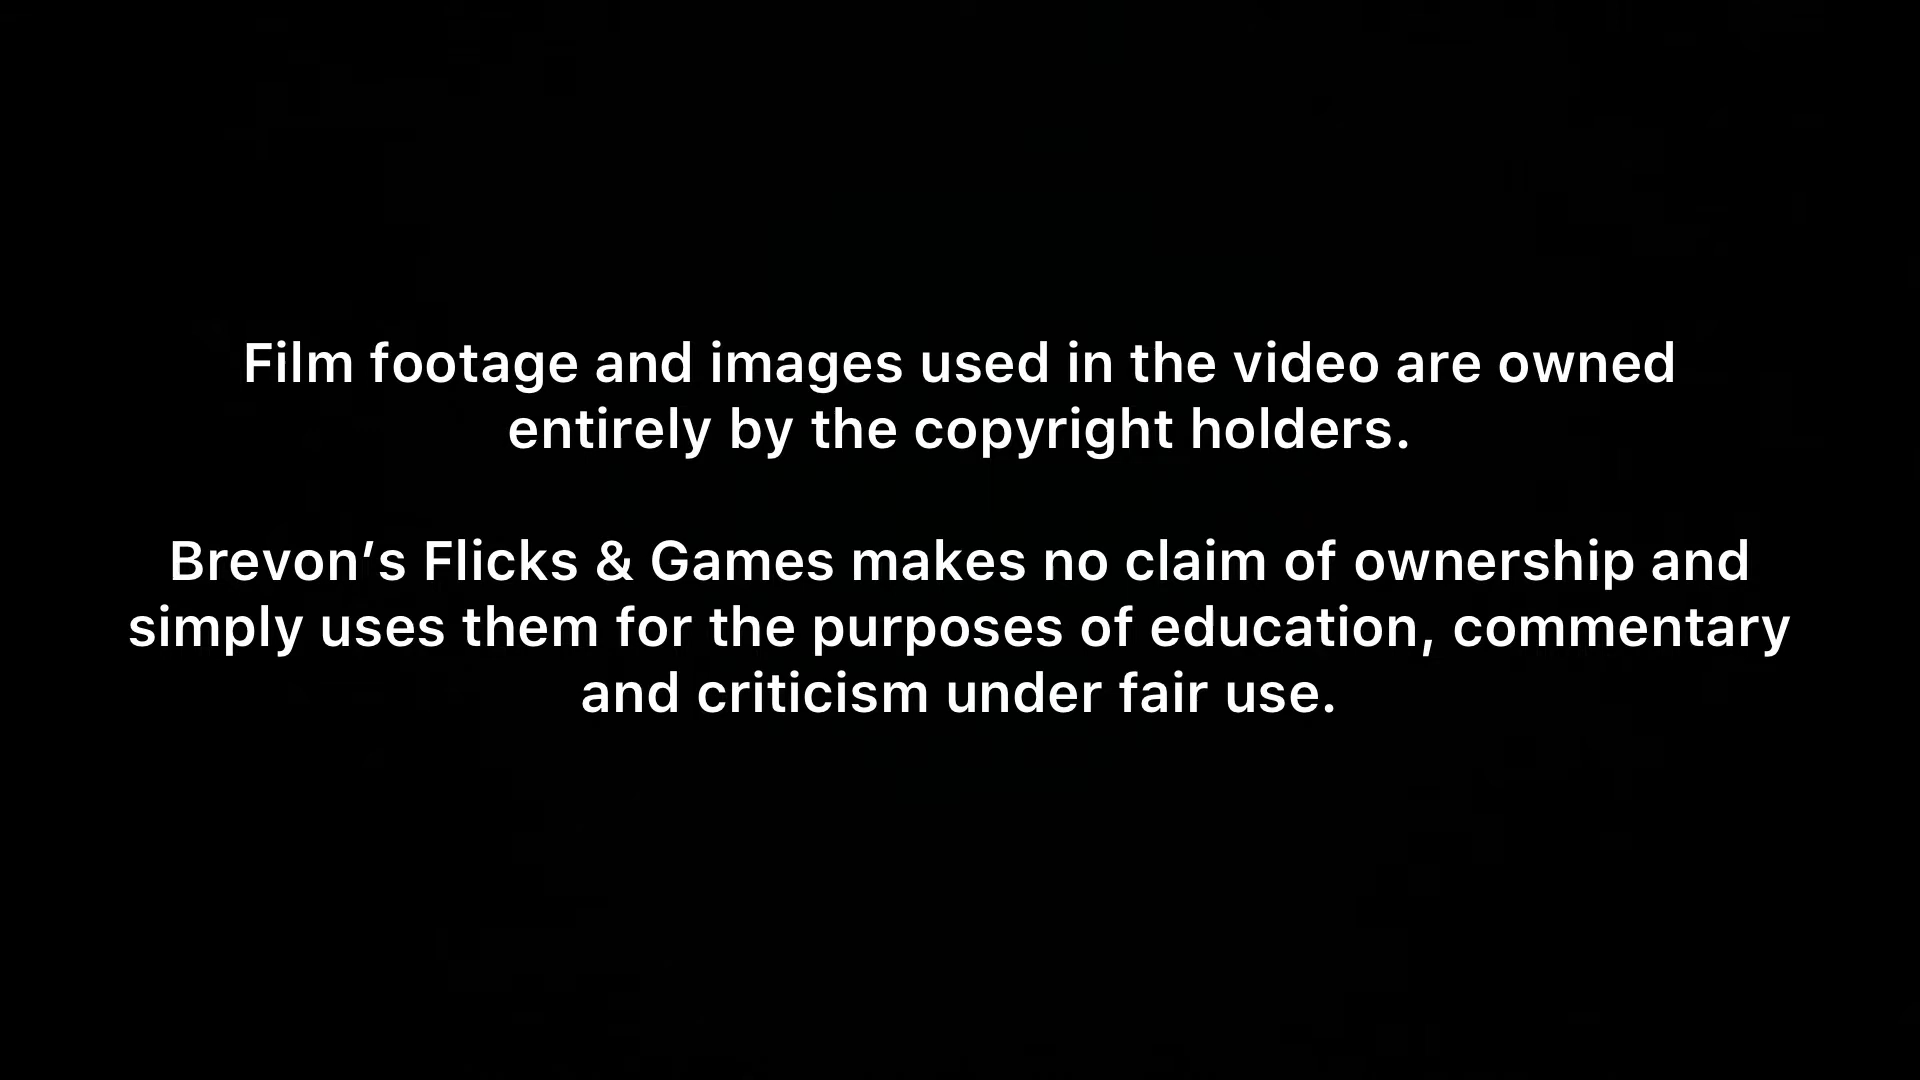 Film footage and images used in the video are owned
entirely by the copyright holders.
Brevon’s Flicks & Games makes no claim of ownership and
simply uses them for the purposes of education, commentary
and criticism under fair use.